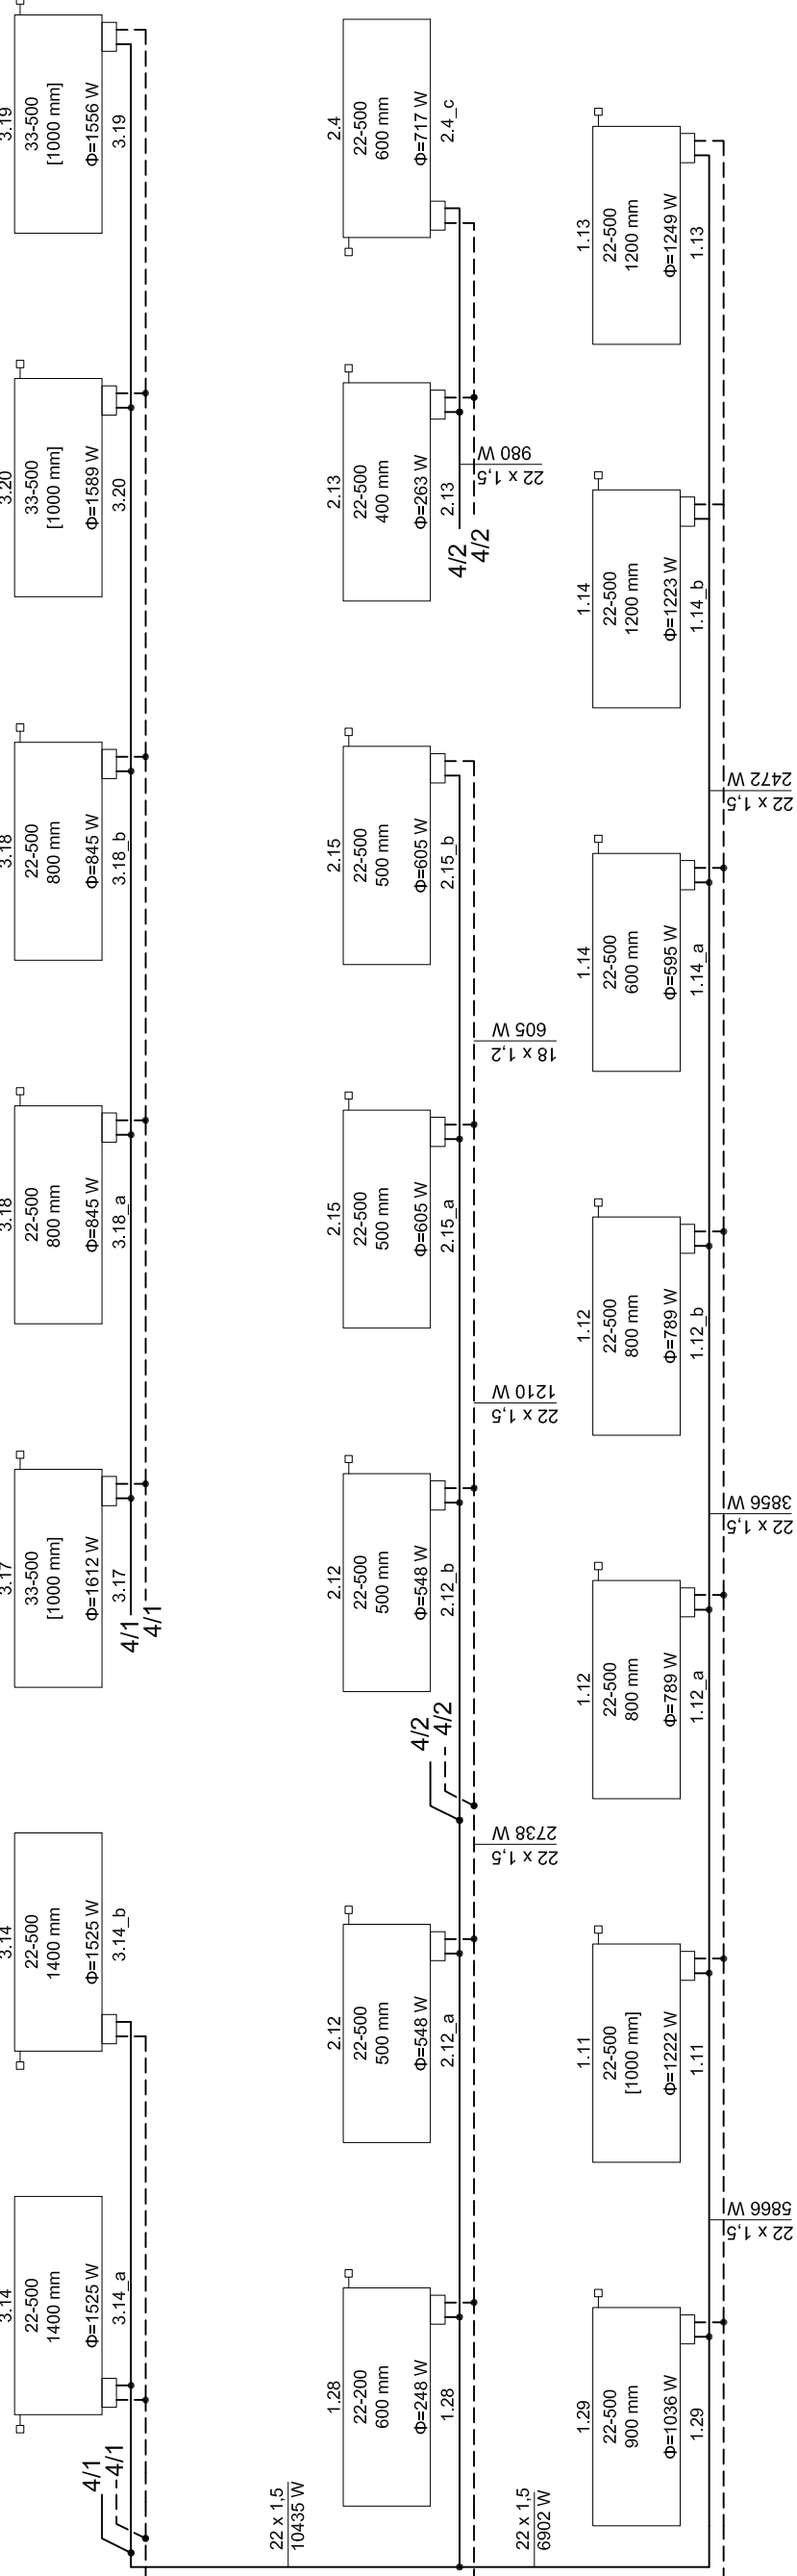 3.19
33-500
[1000 mm]
Φ=1556 W
3.19
3.20
33-500
[1000 mm]
Φ=1589 W
3.20
3.18
22-500
800 mm
Φ=845 W
3.18_b
3.18
22-500
800 mm
Φ=845 W
3.18_a
3.17
33-500
[1000 mm]
Φ=1612 W
3.17
4/1
4/1
3.14
22-500
1400 mm
Φ=1525 W
3.14_b
3.14
22-500
1400 mm
Φ=1525 W
3.14_a
4/1
4/1
22 x 1,5
10435 W
2.4
22-500
600 mm
Φ=717 W
2.4_c
2.13
22-500
400 mm
Φ=263 W
2.13
22 x 1,5
980 W
4/2
4/2
2.15
22-500
500 mm
Φ=605 W
2.15_b
18 x 1,2
605 W
2.15
22-500
500 mm
Φ=605 W
2.15_a
22 x 1,5
1210 W
2.12
22-500
500 mm
Φ=548 W
2.12_b
4/2
4/2
22 x 1,5
2738 W
2.12
22-500
500 mm
Φ=548 W
2.12_a
1.28
22-200
600 mm
Φ=248 W
1.28
22 x 1,5
6902 W
1.13
22-500
1200 mm
Φ=1249 W
1.13
1.14
22-500
1200 mm
Φ=1223 W
1.14_b
22 x 1,5
2472 W
1.14
22-500
600 mm
Φ=595 W
1.14_a
1.12
22-500
800 mm
Φ=789 W
1.12_b
22 x 1,5
3856 W
1.12
22-500
800 mm
Φ=789 W
1.12_a
1.11
22-500
[1000 mm]
Φ=1222 W
1.11
22 x 1,5
5866 W
1.29
22-500
900 mm
Φ=1036 W
1.29